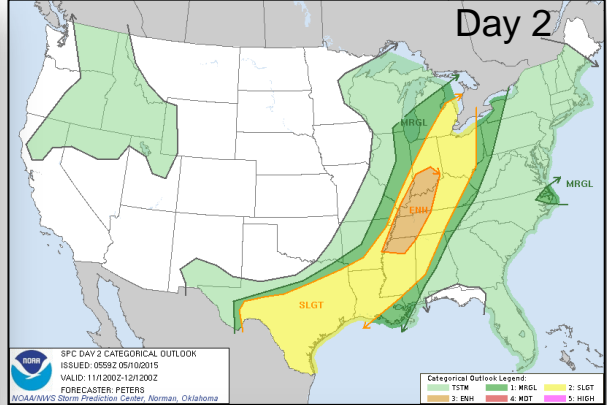 Day 2
MRGL
MRGL
ENH
SLGT
NOAA
SPC DAY 2 CATEGORICAL OUTLOOK
ISSUED: 0559Z 05/10/2015
VALID: 11/1200Z-12/1200Z
FORECASTER: PETERS
NOAA/NWS Storm Prediction Center, Norman, Oklahoma
Categorical Outlook Legend:
TSTM 1: MRGL 2: SLGT
3: ENH 4: MDT 5: HIGH